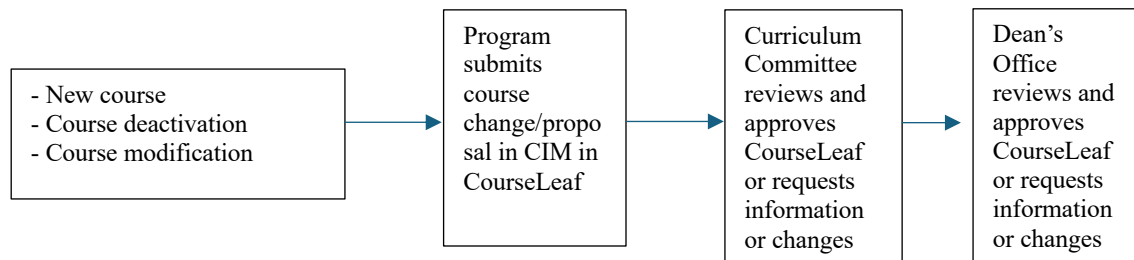 - New course
- Course deactivation
- Course modification
Program
submits
course
change/propo
sal in CIM in
CourseLeaf
Curriculum
Committee
reviews and
approves
CourseLeaf
or requests
information
or changes
Dean’s
Office
reviews and
approves
CourseLeaf
or requests
information
or changes